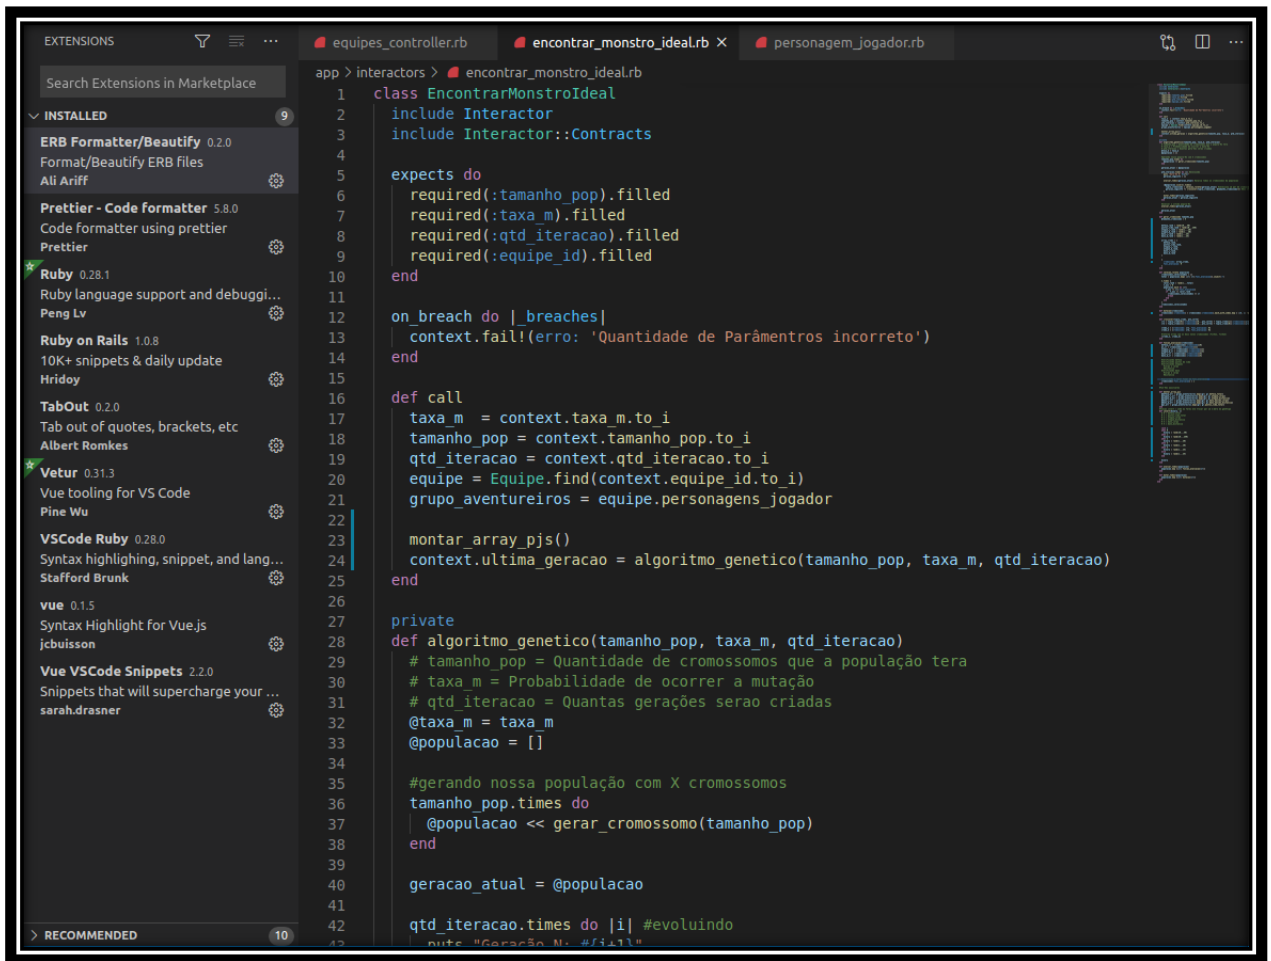 EXTENSIONS
Search Extensions in Marketplace
INSTALLED 9
ERB Formatter/Beautify 0.2.0
Format/Beautify ERB files
Ali Ariff
Prettier - Code formatter 5.8.0
Code formatter using prettier
Prettier
Ruby 0.28.1
Ruby language support and debuggi...
Peng Lv
Ruby on Rails 1.0.8
10K+ snippets & daily update
Hridoy
TabOut 0.2.0
Tab out of quotes, brackets, etc
Albert Romkes
Vetur 0.31.3
Vue tooling for VS Code
Pine Wu
VSCode Ruby 0.28.0
Syntax highlighing, snippet, and lang...
Stafford Brunk
vue 0.1.5
Syntax Highlight for Vue.js
jcbuisson
Vue VSCode Snippets 2.2.0
Snippets that will supercharge your ...
sarah.drasner
RECOMMENDED 10
equipes_controller.rb encontrar_monstro_ideal.rb × personagem_jogador.rb
app > interactors > encontrar_monstro_ideal.rb
1 class EncontrarMonstroIdeal
2 include Interactor
3 include Interactor::Contracts
4
5 expects do
6 required(:tamanho_pop).filled
7 required(:taxa_m).filled
8 required(:qtd_iteracao).filled
9 required(:equipe_id).filled
10 end
11
12 on_breach do |_breaches|
13 context.fail!(erro: 'Quantidade de Parâmentros incorreto')
14 end
15
16 def call
17 taxa_m  = context.taxa_m.to_i
18 tamanho_pop = context.tamanho_pop.to_i
19 qtd_iteracao = context.qtd_iteracao.to_i
20 equipe = Equipe.find(context.equipe_id.to_i)
21 grupo_aventureiros = equipe.personagens_jogador
22
23 montar_array_pjs()
24 context.ultima_geracao = algoritmo_genetico(tamanho_pop, taxa_m, qtd_iteracao)
25 end
26
27 private
28 def algoritmo_genetico(tamanho_pop, taxa_m, qtd_iteracao)
29 # tamanho_pop = Quantidade de cromossomos que a população tera
30 # taxa_m = Probabilidade de ocorrer a mutação
31 # qtd_iteracao = Quantas gerações serao criadas
32 @taxa_m = taxa_m
33 @populacao = []
34
35 #gerando nossa população com X cromossomos
36 tamanho_pop.times do
37 @populacao << gerar_cromossomo(tamanho_pop)
38 end
39
40 geracao_atual = @populacao
41
42 qtd_iteracao.times do |i| #evoluindo
43 puts "Geração N: #{i+1}"